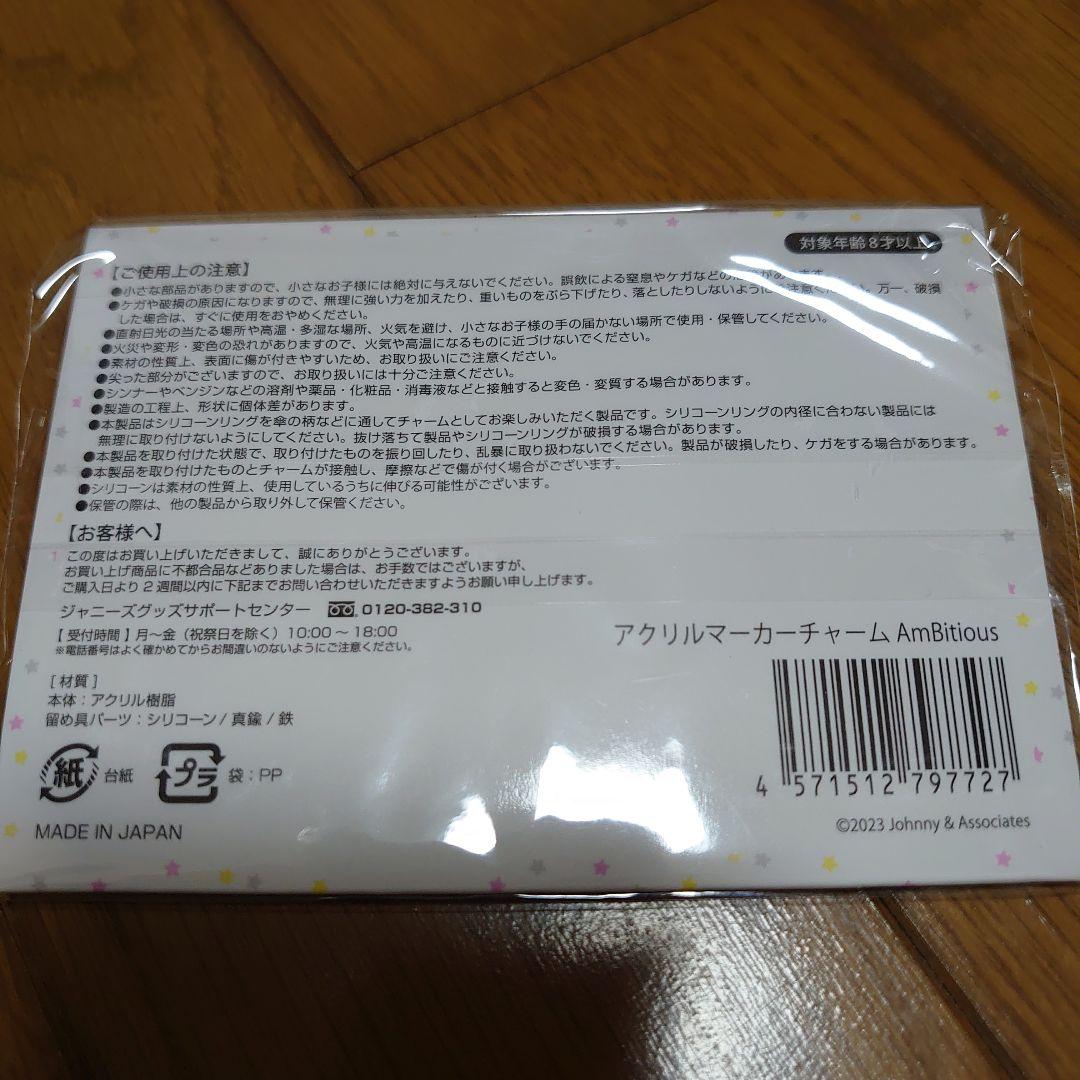 対象年齢8才以上
【ご使用上の注意】
●小さな部品がありますので、小さなお子様には絶対に与えないでください。誤飲による窒息やケガなどの
●ケガや破損の原因になりますので、無理に強い力を加えたり、重いものをぶら下げたり、落としたりしないようにご注意ください。万一、破損
した場合は、すぐに使用をおやめください。
●直射日光の当たる場所や高温・多湿な場所、火気を避け、小さなお子様の手の届かない場所で使用・保管してください。
●火災や変形・変色の恐れがありますので、火気や高温になるものに近づけないでください。
●素材の性質上、表面に傷が付きやすいため、お取り扱いにご注意ください。
●尖った部分がございますので、お取り扱いには十分ご注意ください。
●シンナーやベンジンなどの溶剤や薬品・化粧品・消毒液などと接触すると変色・変質する場合があります。
●製造の工程上、形状に個体差があります。
●本製品はシリコーンリングを傘の柄などに通してチャームとしてお楽しみいただく製品です。シリコーンリングの内径に合わない製品には
無理に取り付けないようにしてください。抜け落ちて製品やシリコーンリングが破損する場合があります。
●本製品を取り付けた状態で、取り付けたものを振り回したり、乱暴に取り扱わないでください。製品が破損したり、ケガをする場合があります。
●本製品を取り付けたものとチャームが接触し、摩擦などで傷が付く場合がございます。
●シリコーンは素材の性質上、使用しているうちに伸びる可能性がございます。
●保管の際は、他の製品から取り外して保管ください。
【お客様へ】
この度はお買い上げいただきまして、誠にありがとうございます。
お買い上げ商品に不都合品などありました場合は、お手数ではございますが、
ご購入日より2週間以内に下記までお問い合わせいただきますようお願い申し上げます。
ジャニーズグッズサポートセンター 0120-382-310
【受付時間】月〜金（祝祭日を除く）10:00〜18:00
※電話番号はよく確かめてからお間違いのないようにご注意ください。
アクリルマーカーチャーム AmBitious
[材質]
本体：アクリル樹脂
留め具パーツ：シリコーン/真鍮/鉄
紙 台紙 プラ 袋：PP
4 571512 797727
MADE IN JAPAN
©2023 Johnny & Associates